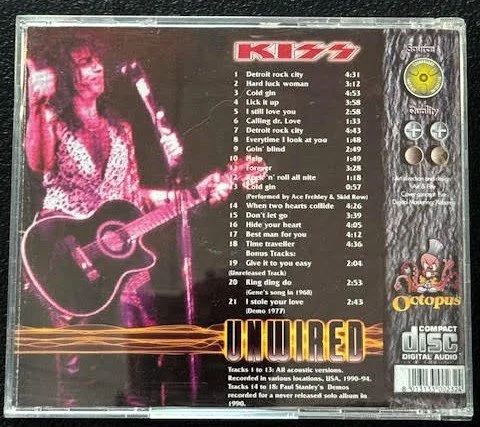 KISS
1 Detroit rock city 4:31
2 Hard luck woman 3:12
3 Cold gin 4:53
4 Lick it up 3:58
5 I still love you 2:58
6 Calling dr. Love 1:33
7 Detroit rock city 4:43
8 Everytime I look at you 1:48
9 Goin' blind 2:49
10 Help 1:49
11 Forever 3:28
12 Rock 'n' roll all nite 1:18
13 Cold gin 0:57
(Performed by Ace Frehley & Skid Row)
14 When two hearts collide 4:26
15 Don't let go 3:39
16 Hide your heart 4:05
17 Best man for you 4:12
18 Time traveller 4:36
Bonus Tracks:
19 Give it to you easy 2:04
(Unreleased Track)
20 Ring ding do 2:53
(Gene's song in 1968)
21 I stole your love 2:43
(Demo 1977)
UNWIRED
Tracks 1 to 13: All acoustic versions.
Recorded in various locations, USA, 1990-94.
Tracks 14 to 18: Paul Stanley's Demos
recorded for a never released solo album in
1990.
Quality
Art direction and design:
Digital Mastering:
Octopus
COMPACT
disc
DIGITAL AUDIO